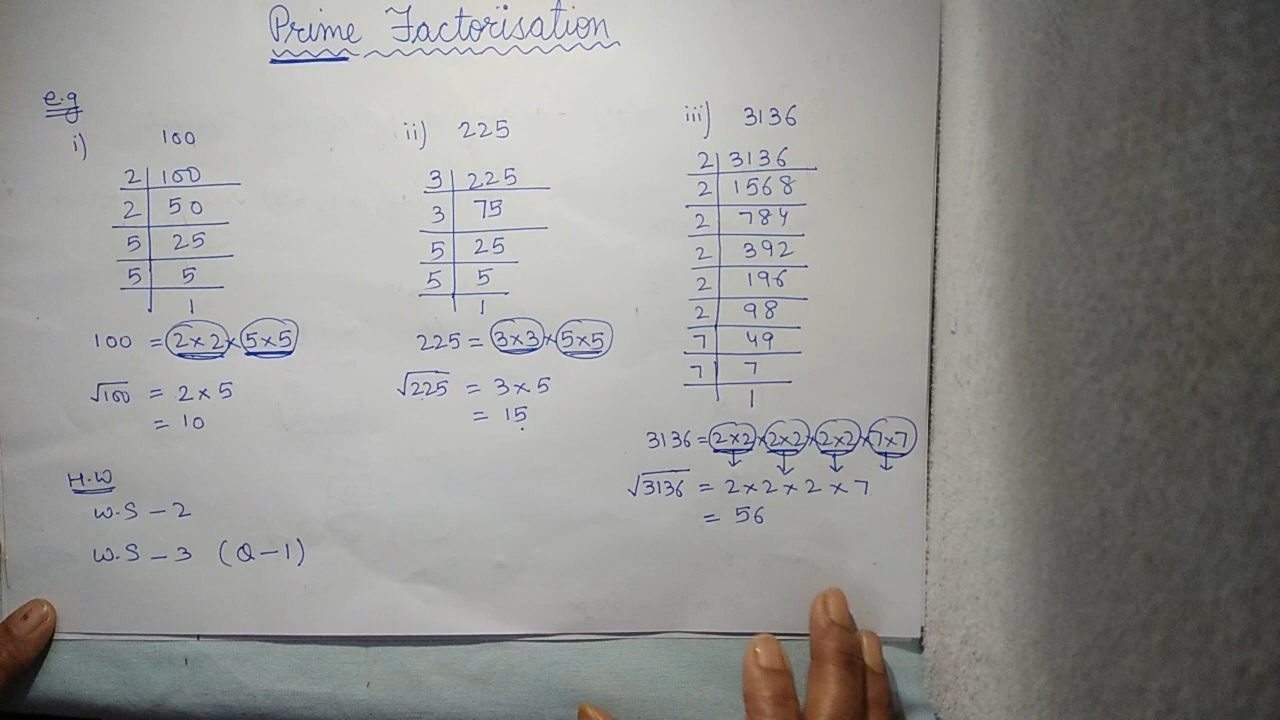 Prime Factorisation
e.g
i) 100
2 | 100
2 | 50
5 | 25
5 | 5
1
100 = 2×2 × 5×5
√100 = 2 × 5
= 10
ii) 225
3 | 225
3 | 75
5 | 25
5 | 5
1
225 = 3×3 × 5×5
√225 = 3 × 5
= 15
iii) 3136
2 | 3136
2 | 1568
2 | 784
2 | 392
2 | 196
2 | 98
7 | 49
7 | 7
1
3136 = 2×2 × 2×2 × 2×2 × 7×7
√3136 = 2 × 2 × 2 × 7
= 56
H.W
W.S – 2
W.S – 3 (Q – 1)